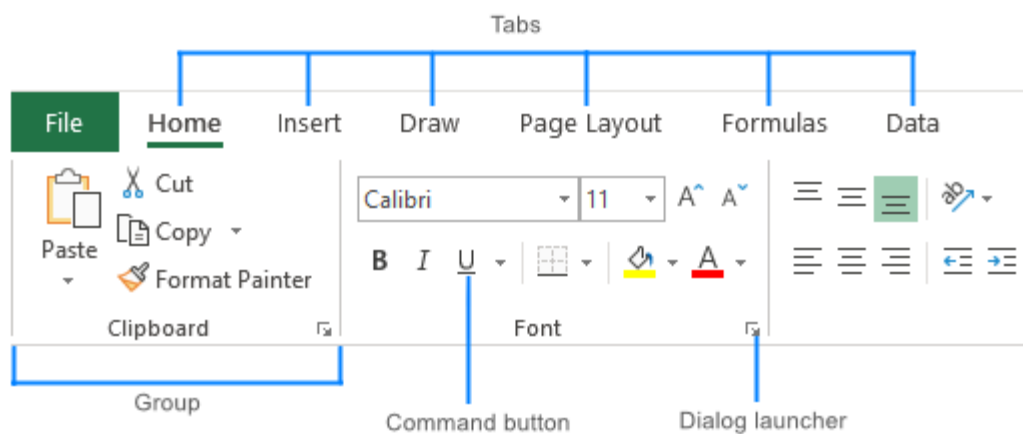 Tabs
File Home Insert Draw Page Layout Formulas Data
Cut
Calibri 11 A A
ab
Copy
Paste
B I U A
Format Painter
Clipboard Font
Group
Command button Dialog launcher